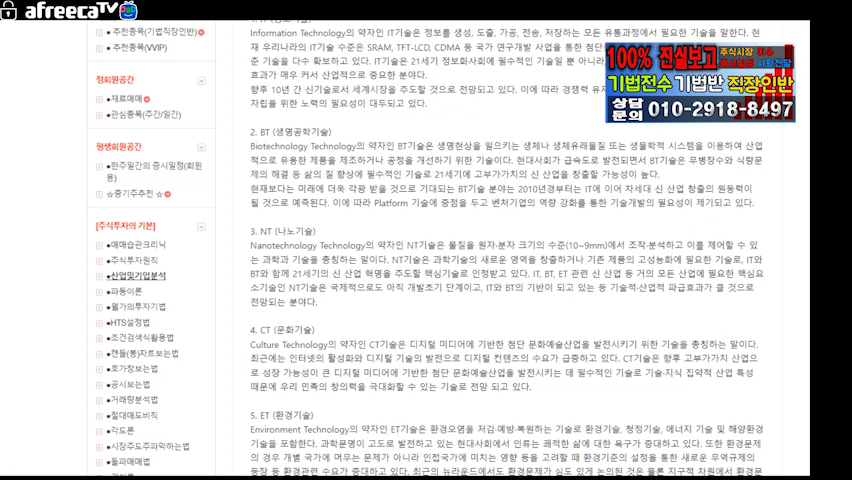 afreecaTV
● 추천종목(기법직장인반)
● 추천종목(VVIP)
정회원공간
●재료매매
●관심종목(주간/일간)
평생회원공간
●한주일간의 증시일정(회원
용)
☆중기주추천 ☆
[주식투자의 기본]
●매매습관크리닉
●주식투자원칙
●산업및기업분석
●파동이론
●월가의투자기법
●HTS설정법
●조건검색식활용법
●캔들(봉)차트보는법
●호가창보는법
●공시보는법
●거래량분석법
●절대매도비직
●각도론
●시장주도주파악하는법
●돌파매매법
Information Technology의 약자인 IT기술은 정보를 생성, 도출, 가공, 전송, 저장하는 모든 유통과정에서 필요한 기술을 말한다. 현
재 우리나라의 IT기술 수준은 SRAM, TFT-LCD, CDMA 등 국가 연구개발 사업을 통한 첨단
준 기술을 다수 확보하고 있다. IT기술은 21세기 정보화사회에 필수적인 기술일 뿐 아니라
효과가 매우 커서 산업적으로 중요한 분야다.
향후 10년 간 신기술로서 세계시장을 주도할 것으로 전망되고 있다. 이에 따라 경쟁력 유지
자립을 위한 노력의 필요성이 대두되고 있다.
100% 진실보고 주식시장
기법전수 기법반 직장인반
상담
문의 010-2918-8497
2. BT (생명공학기술)
Biotechnology Technology의 약자인 BT기술은 생명현상을 일으키는 생체나 생체유래물질 또는 생물학적 시스템을 이용하여 산업
적으로 유용한 제품을 제조하거나 공정을 개선하기 위한 기술이다. 현대사회가 급속도로 발전되면서 BT기술은 무병장수와 식량문
제의 해결 등 삶의 질 향상에 필수적인 기술로 21세기에 고부가가치의 신 산업을 창출할 가능성이 높다.
현재보다는 미래에 더욱 각광 받을 것으로 기대되는 BT기술 분야는 2010년경부터는 IT에 이어 차세대 신 산업 창출의 원동력이
될 것으로 예측된다. 이에 따라 Platform 기술에 중점을 두고 벤처기업의 역량 강화를 통한 기술개발의 필요성이 제기되고 있다.
3. NT (나노기술)
Nanotechnology Technology의 약자인 NT기술은 물질을 원자·분자 크기의 수준(10~9mm)에서 조작·분석하고 이를 제어할 수 있
는 과학과 기술을 총칭하는 말이다. NT기술은 과학기술의 새로운 영역을 창출하거나 기존 제품의 고성능화에 필요한 기술로, IT와
BT와 함께 21세기의 신 산업 혁명을 주도할 핵심기술로 인정받고 있다. IT, BT, ET 관련 신 산업 등 거의 모든 산업에 필요한 핵심요
소기술인 NT기술은 국제적으로도 아직 개발초기 단계이고, IT와 BT의 기반이 되고 있는 등 기술적·산업적 파급효과가 클 것으로
전망되는 분야다.
4. CT (문화기술)
Culture Technology의 약자인 CT기술은 디지털 미디어에 기반한 첨단 문화예술산업을 발전시키기 위한 기술을 총칭하는 말이다.
최근에는 인터넷의 활성화와 디지털 기술의 발전으로 디지털 컨텐츠의 수요가 급증하고 있다. CT기술은 향후 고부가가치 산업으
로 성장 가능성이 큰 디지털 미디어에 기반한 첨단 문화예술산업을 발전시키는 데 필수적인 기술로 기술·지식 집약적 산업 특성
때문에 우리 민족의 창의력을 극대화할 수 있는 기술로 전망 되고 있다.
5. ET (환경기술)
Environment Technology의 약자인 ET기술은 환경오염을 저감·예방·복원하는 기술로 환경기술, 청정기술, 에너지 기술 및 해양환경
기술을 포함한다. 과학문명이 고도로 발전하고 있는 현대사회에서 인류는 쾌적한 삶에 대한 욕구가 증대하고 있다. 또한 환경문제
의 경우 개별 국가에 머무는 문제가 아니라 인접국가에 미치는 영향 등을 고려할 때 환경기준의 설정을 통한 새로운 무역규제의
등장 등 환경관련 수요가 증대하고 있다. 최근의 뉴라운드에서도 환경문제가 심도 있게 논의된 것은 물론 지구적 차원에서 환경문